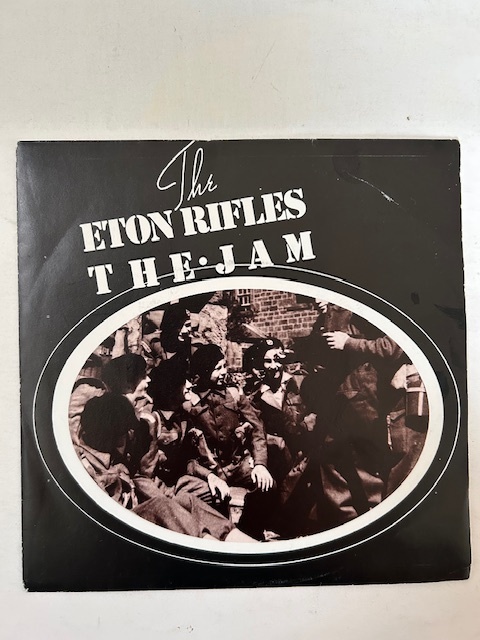 The
ETON RIFLES
THE·JAM